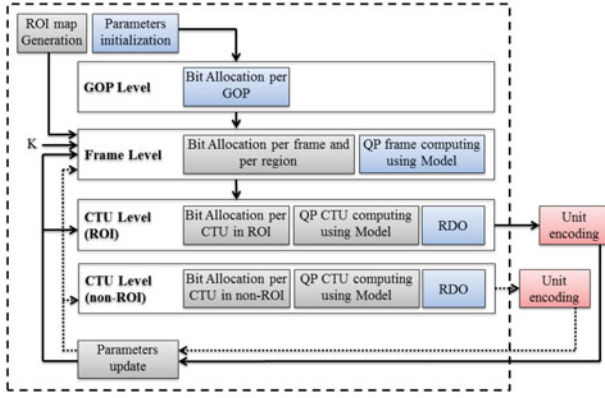 ROI map
Generation
Parameters
initialization
GOP Level
Bit Allocation per
GOP
K
Frame Level
Bit Allocation per frame and
per region
QP frame computing
using Model
CTU Level
(ROI)
Bit Allocation per
CTU in ROI
QP CTU computing
using Model
RDO
Unit
encoding
CTU Level
(non-ROI)
Bit Allocation per
CTU in non-ROI
QP CTU computing
using Model
RDO
Unit
encoding
Parameters
update